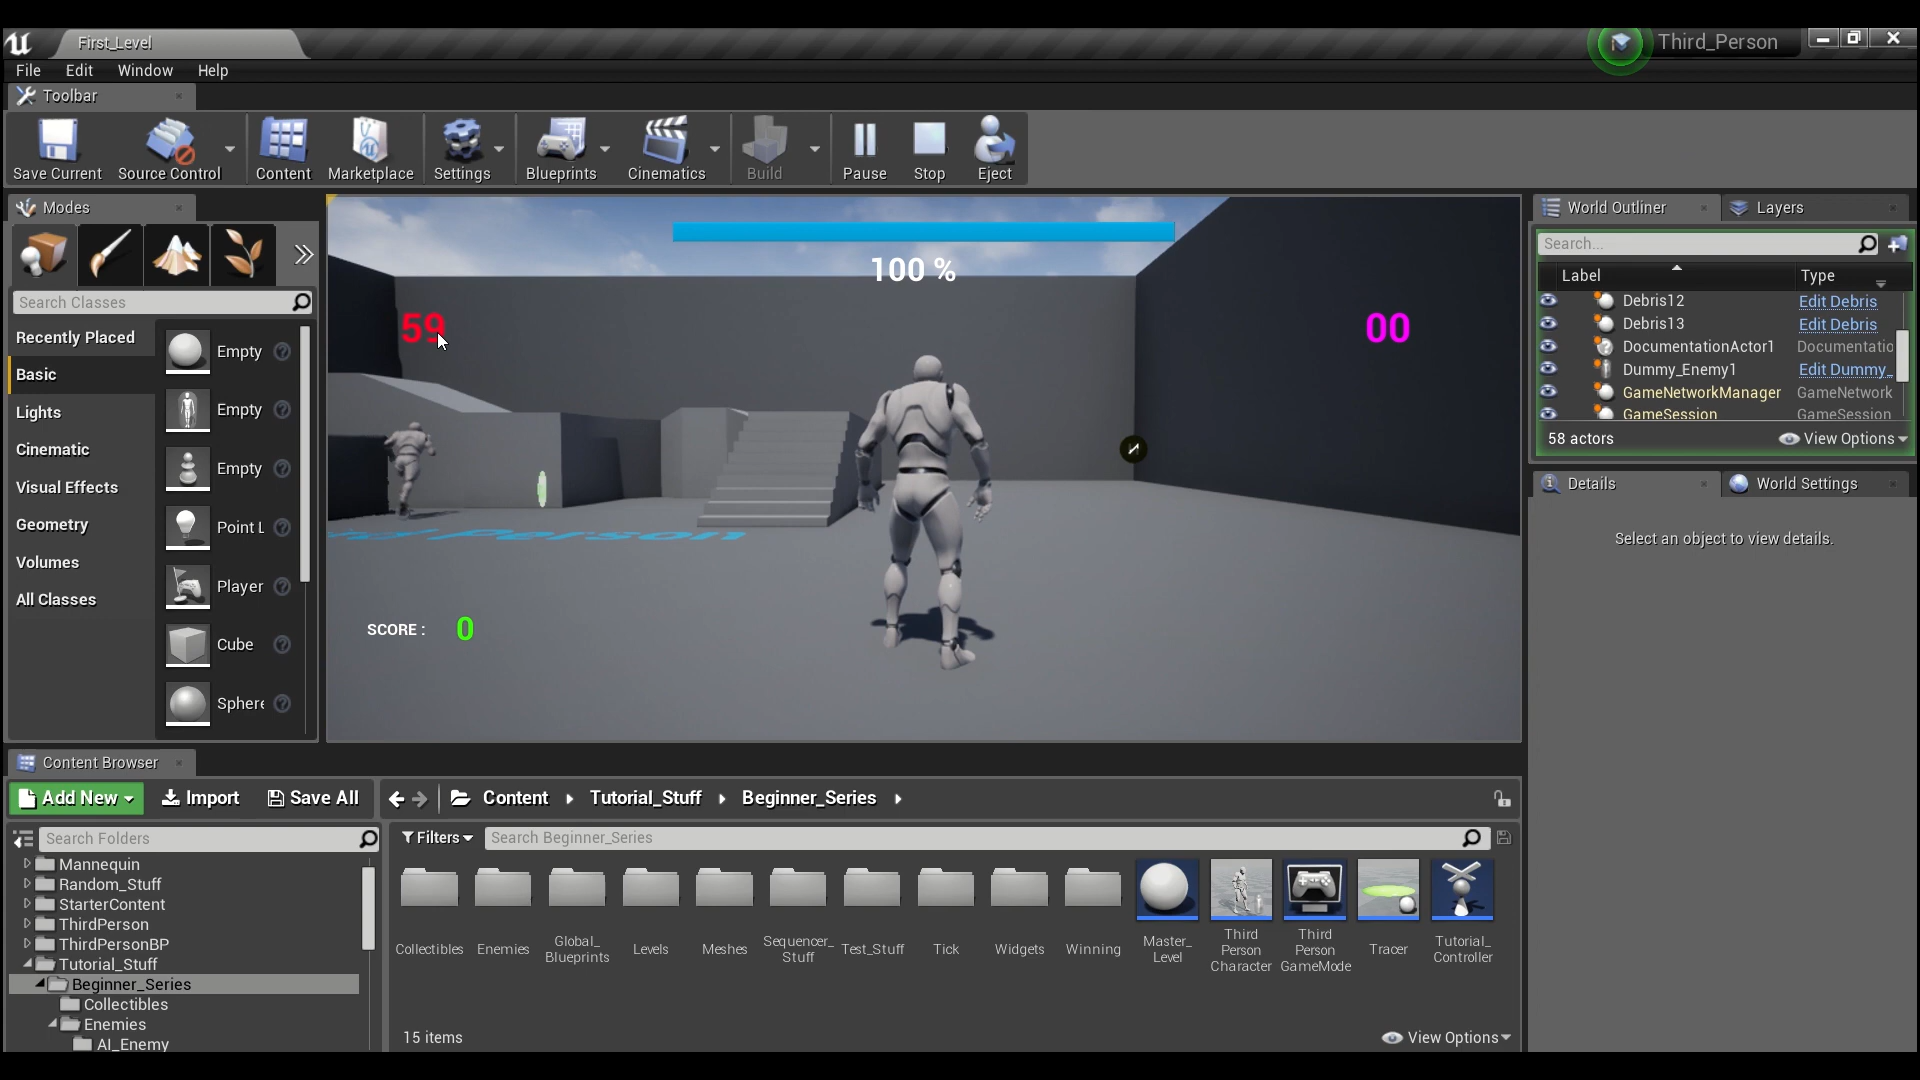 First_Level
Third_Person
File Edit Window Help
Toolbar
Save Current Source Control Content Marketplace Settings Blueprints Cinematics Build Pause Stop Eject
Modes
Search Classes
Recently Placed
Basic
Lights
Cinematic
Visual Effects
Geometry
Volumes
All Classes
Empty
Empty
Empty
Point L
Player
Cube
Sphere
100 %
59
00
person
SCORE : 0
World Outliner
Layers
Search...
Label Type
Debris12 Edit Debris
Debris13 Edit Debris
DocumentationActor1 Documentatio
Dummy_Enemy1 Edit Dummy_
GameNetworkManager GameNetwork
GameSession GameSession
58 actors View Options
Details
World Settings
Select an object to view details.
Content Browser
Add New Import Save All Content Tutorial_Stuff Beginner_Series
Search Folders
Filters Search Beginner_Series
Mannequin
Random_Stuff
StarterContent
ThirdPerson
ThirdPersonBP
Tutorial_Stuff
Beginner_Series
Collectibles
Enemies
AI_Enemy
Collectibles
Enemies
Global_
Blueprints
Levels
Meshes
Sequencer_
Stuff
Test_Stuff
Tick
Widgets
Winning
Master_
Level
Third
Person
Character
Third
Person
GameMode
Tracer
Tutorial_
Controller
15 items View Options